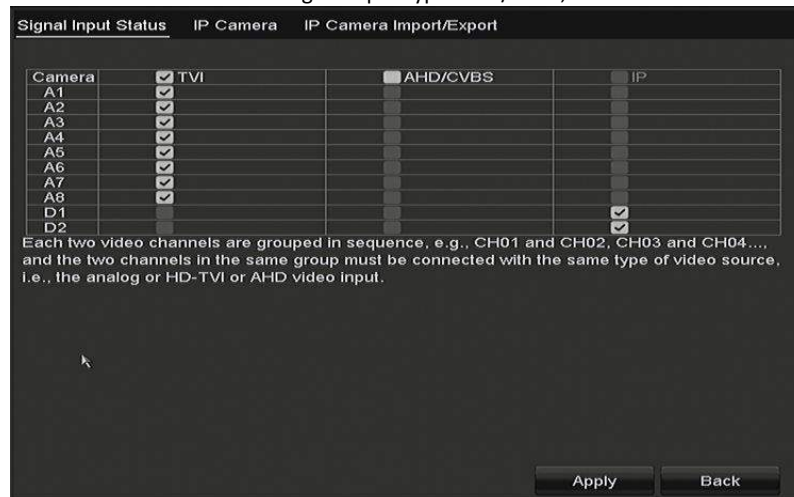 Signal Input Status IP Camera IP Camera Import/Export
Camera TVI AHD/CVBS IP
A1
A2
A3
A4
A5
A6
A7
A8
D1
D2
Each two video channels are grouped in sequence, e.g., CH01 and CH02, CH03 and CH04...,
and the two channels in the same group must be connected with the same type of video source,
i.e., the analog or HD-TVI or AHD video input.
Apply Back